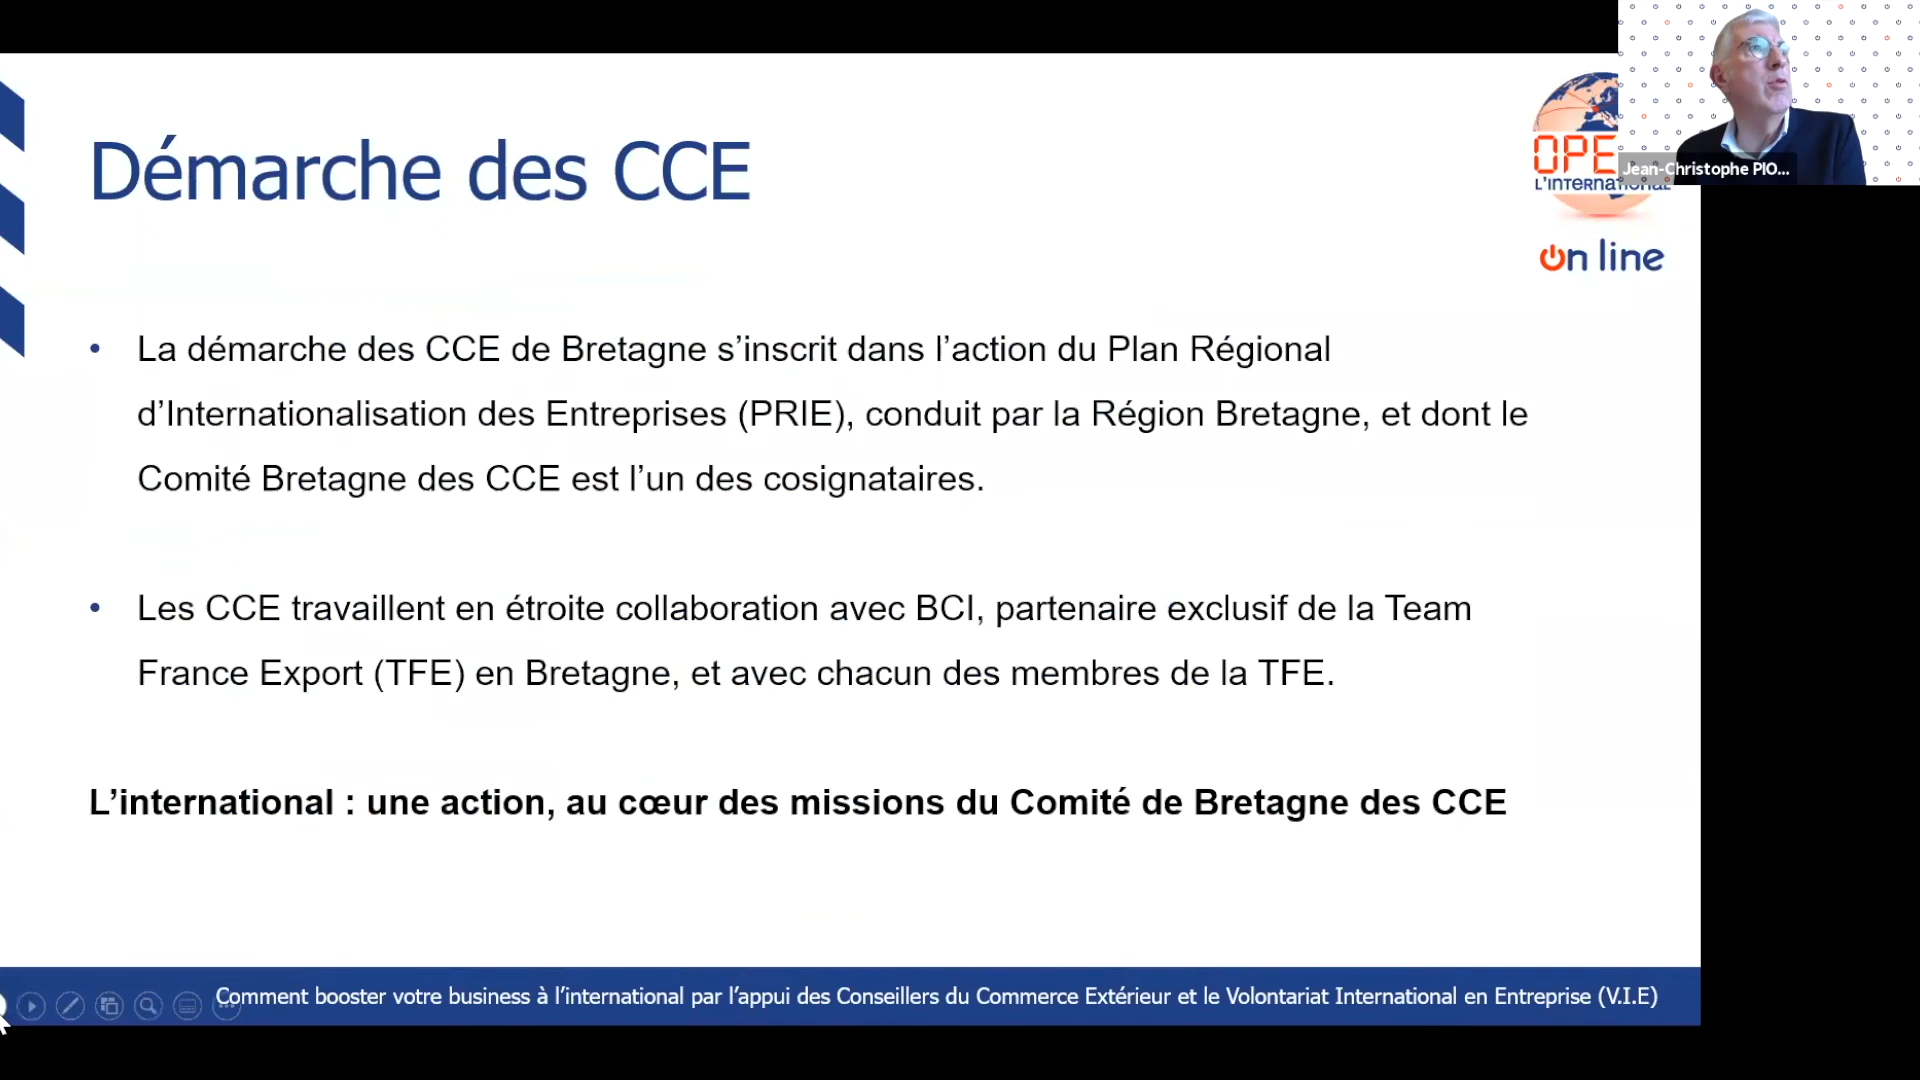 Démarche des CCE
OPE
L'INTERNATIONAL
on line
Jean-Christophe PIO...
• La démarche des CCE de Bretagne s’inscrit dans l’action du Plan Régional
d’Internationalisation des Entreprises (PRIE), conduit par la Région Bretagne, et dont le
Comité Bretagne des CCE est l’un des cosignataires.
• Les CCE travaillent en étroite collaboration avec BCI, partenaire exclusif de la Team
France Export (TFE) en Bretagne, et avec chacun des membres de la TFE.
L’international : une action, au cœur des missions du Comité de Bretagne des CCE
Comment booster votre business à l’international par l’appui des Conseillers du Commerce Extérieur et le Volontariat International en Entreprise (V.I.E)